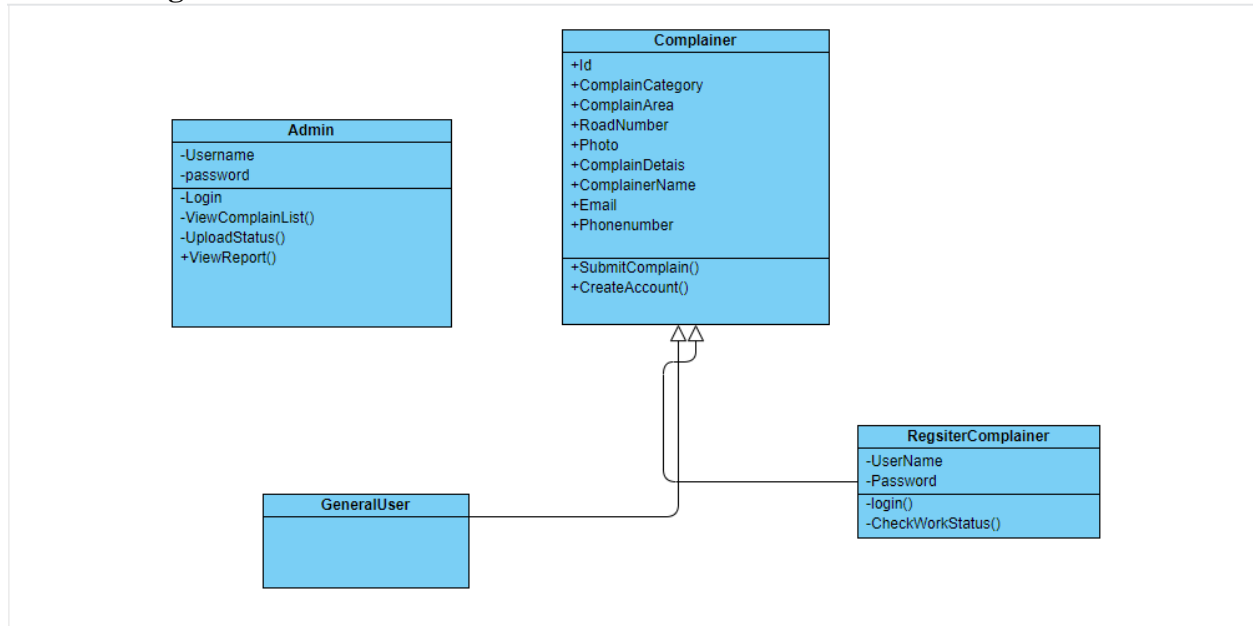 Complainer
+Id
+ComplainCategory
+ComplainArea
+RoadNumber
+Photo
+ComplainDetais
+ComplainerName
+Email
+Phonenumber
+SubmitComplain()
+CreateAccount()
Admin
-Username
-password
-Login
-ViewComplainList()
-UploadStatus()
+ViewReport()
RegsiterComplainer
-UserName
-Password
-login()
-CheckWorkStatus()
GeneralUser